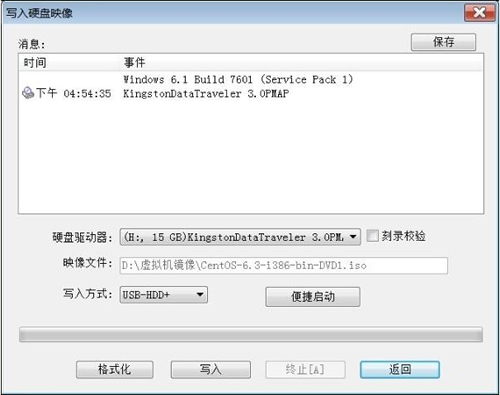 写入硬盘映像
消息:
保存
时间 事件
Windows 6.1 Build 7601 (Service Pack 1)
下午 04:54:35 KingstonDataTraveler 3.0PMAP
硬盘驱动器: (H:, 15 GB)KingstonDataTraveler 3.0PM. 刻录校验
映像文件: D:\虚拟机镜像\CentOS-6.3-i386-bin-DVD1.iso
写入方式: USB-HDD+ 便捷启动
格式化 写入 终止[A] 返回